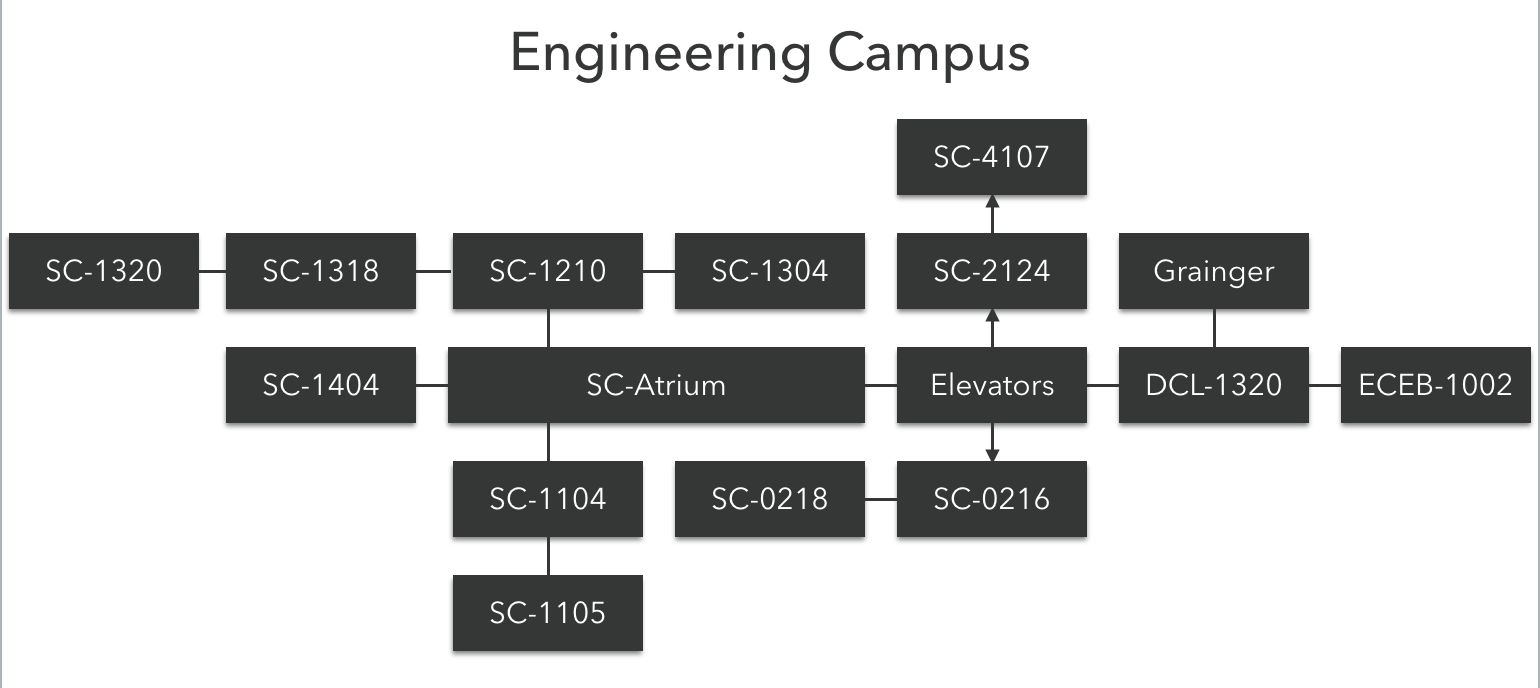 Engineering Campus
SC-4107
SC-1320
SC-1318
SC-1210
SC-1304
SC-2124
Grainger
SC-1404
SC-Atrium
Elevators
DCL-1320
ECEB-1002
SC-1104
SC-0218
SC-0216
SC-1105